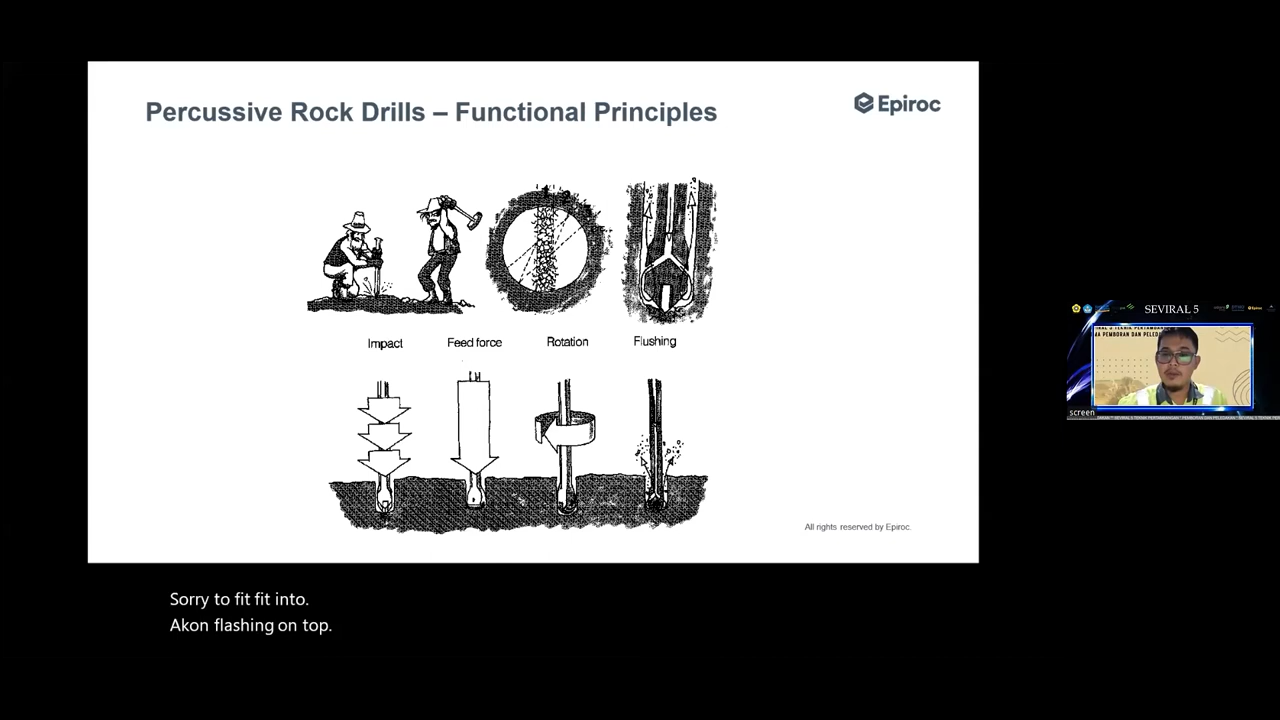 Percussive Rock Drills – Functional Principles
Epiroc
Impact
Feed force
Rotation
Flushing
All rights reserved by Epiroc.
SEVIRAL 5
screen
Sorry to fit fit into.
Akon flashing on top.